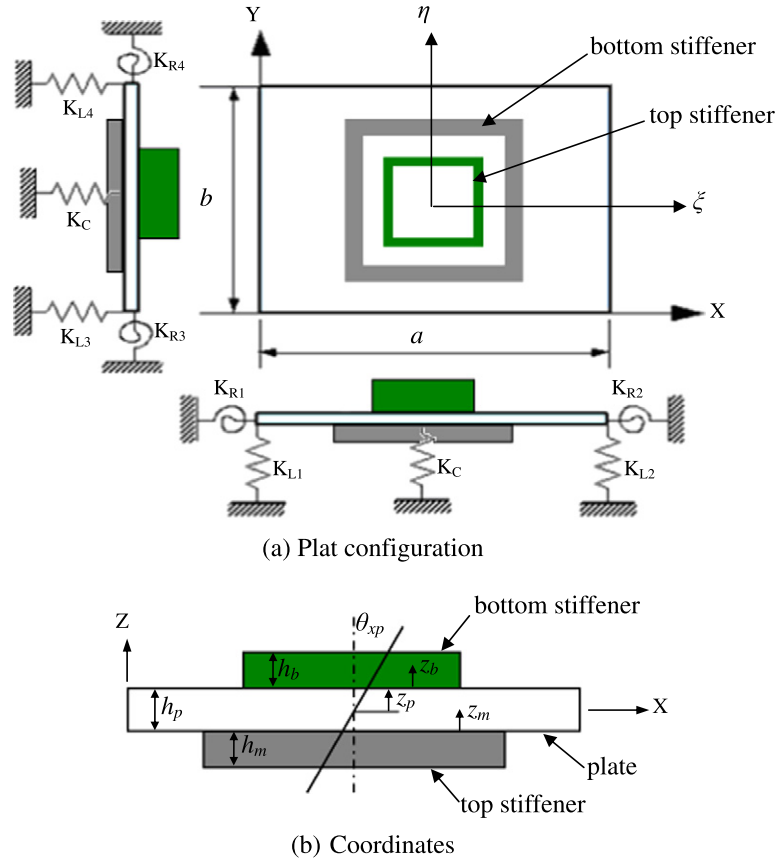 Y
η
K_R4
bottom stiffener
K_L4
top stiffener
K_C
b
ξ
K_L3
K_R3
X
a
K_R1
K_R2
K_L1
K_C
K_L2
(a) Plat configuration
bottom stiffener
Z
θ_xp
h_b
z_b
h_p
z_p
z_m
X
h_m
plate
top stiffener
(b) Coordinates